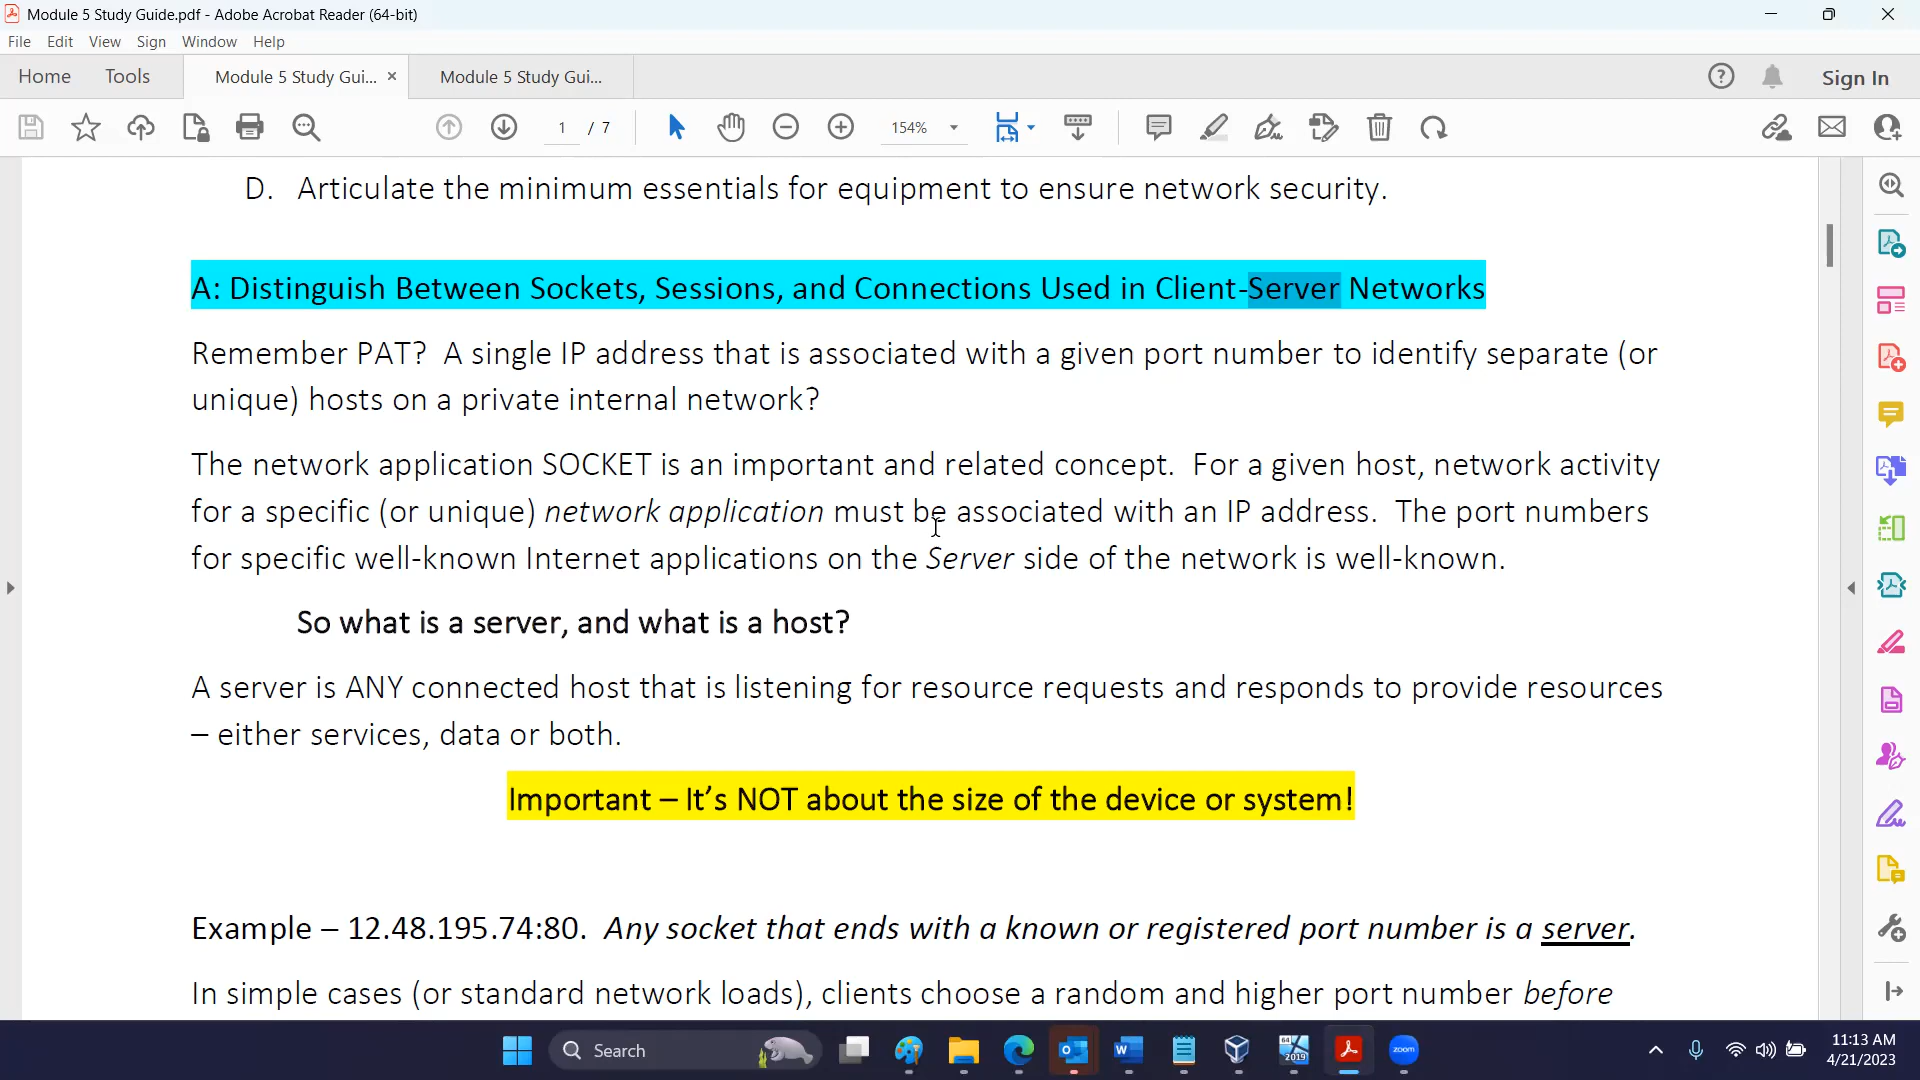 Module 5 Study Guide.pdf - Adobe Acrobat Reader (64-bit)
File Edit View Sign Window Help
Home Tools Module 5 Study Gui... × Module 5 Study Gui... Sign In
1 / 7 154%
D. Articulate the minimum essentials for equipment to ensure network security.
A: Distinguish Between Sockets, Sessions, and Connections Used in Client-Server Networks
Remember PAT? A single IP address that is associated with a given port number to identify separate (or
unique) hosts on a private internal network?
The network application SOCKET is an important and related concept. For a given host, network activity
for a specific (or unique) network application must be associated with an IP address. The port numbers
for specific well-known Internet applications on the Server side of the network is well-known.
So what is a server, and what is a host?
A server is ANY connected host that is listening for resource requests and responds to provide resources
– either services, data or both.
Important – It’s NOT about the size of the device or system!
Example – 12.48.195.74:80. Any socket that ends with a known or registered port number is a server.
In simple cases (or standard network loads), clients choose a random and higher port number before
Search 64 2019 zoom 11:13 AM
4/21/2023